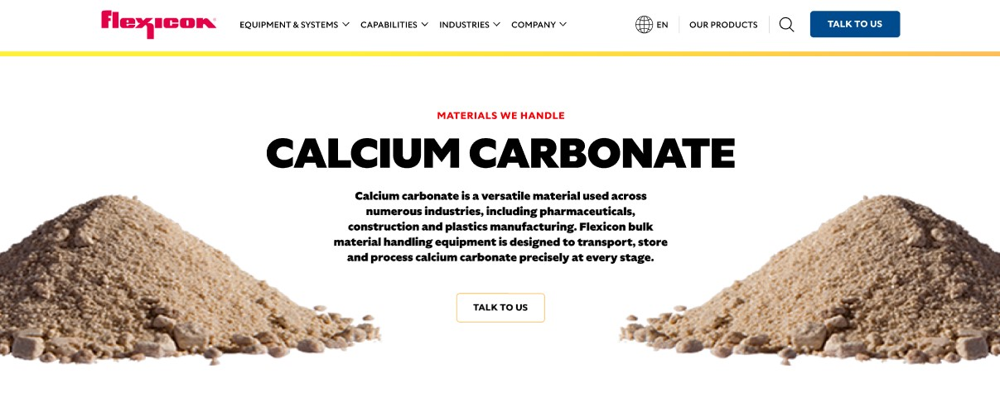 flexicon®
EQUIPMENT & SYSTEMS
CAPABILITIES
INDUSTRIES
COMPANY
EN
OUR PRODUCTS
TALK TO US
MATERIALS WE HANDLE
CALCIUM CARBONATE
Calcium carbonate is a versatile material used across
numerous industries, including pharmaceuticals,
construction and plastics manufacturing. Flexicon bulk
material handling equipment is designed to transport, store
and process calcium carbonate precisely at every stage.
TALK TO US